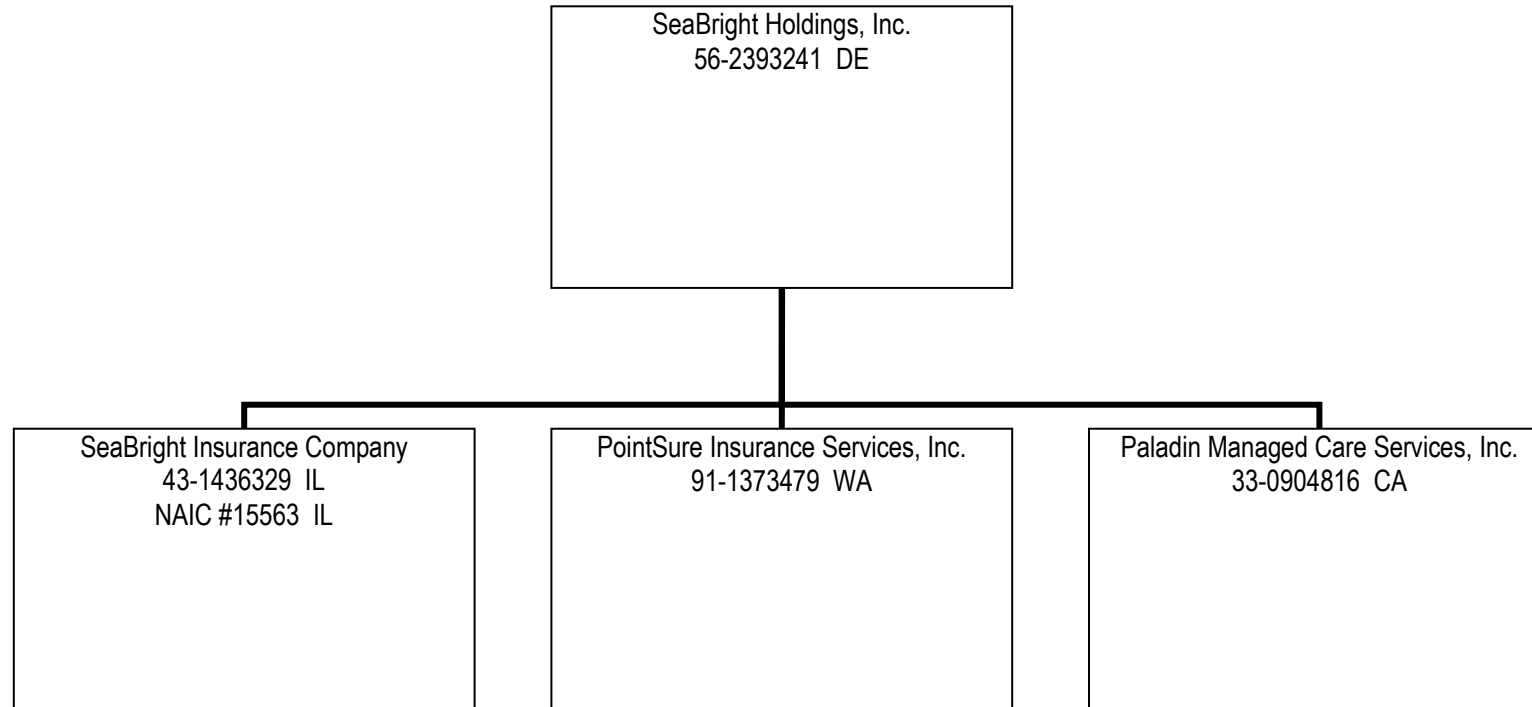 SeaBright Holdings, Inc.
56-2393241 DE
SeaBright Insurance Company
43-1436329 IL
NAIC #15563 IL
PointSure Insurance Services, Inc.
91-1373479 WA
Paladin Managed Care Services, Inc.
33-0904816 CA